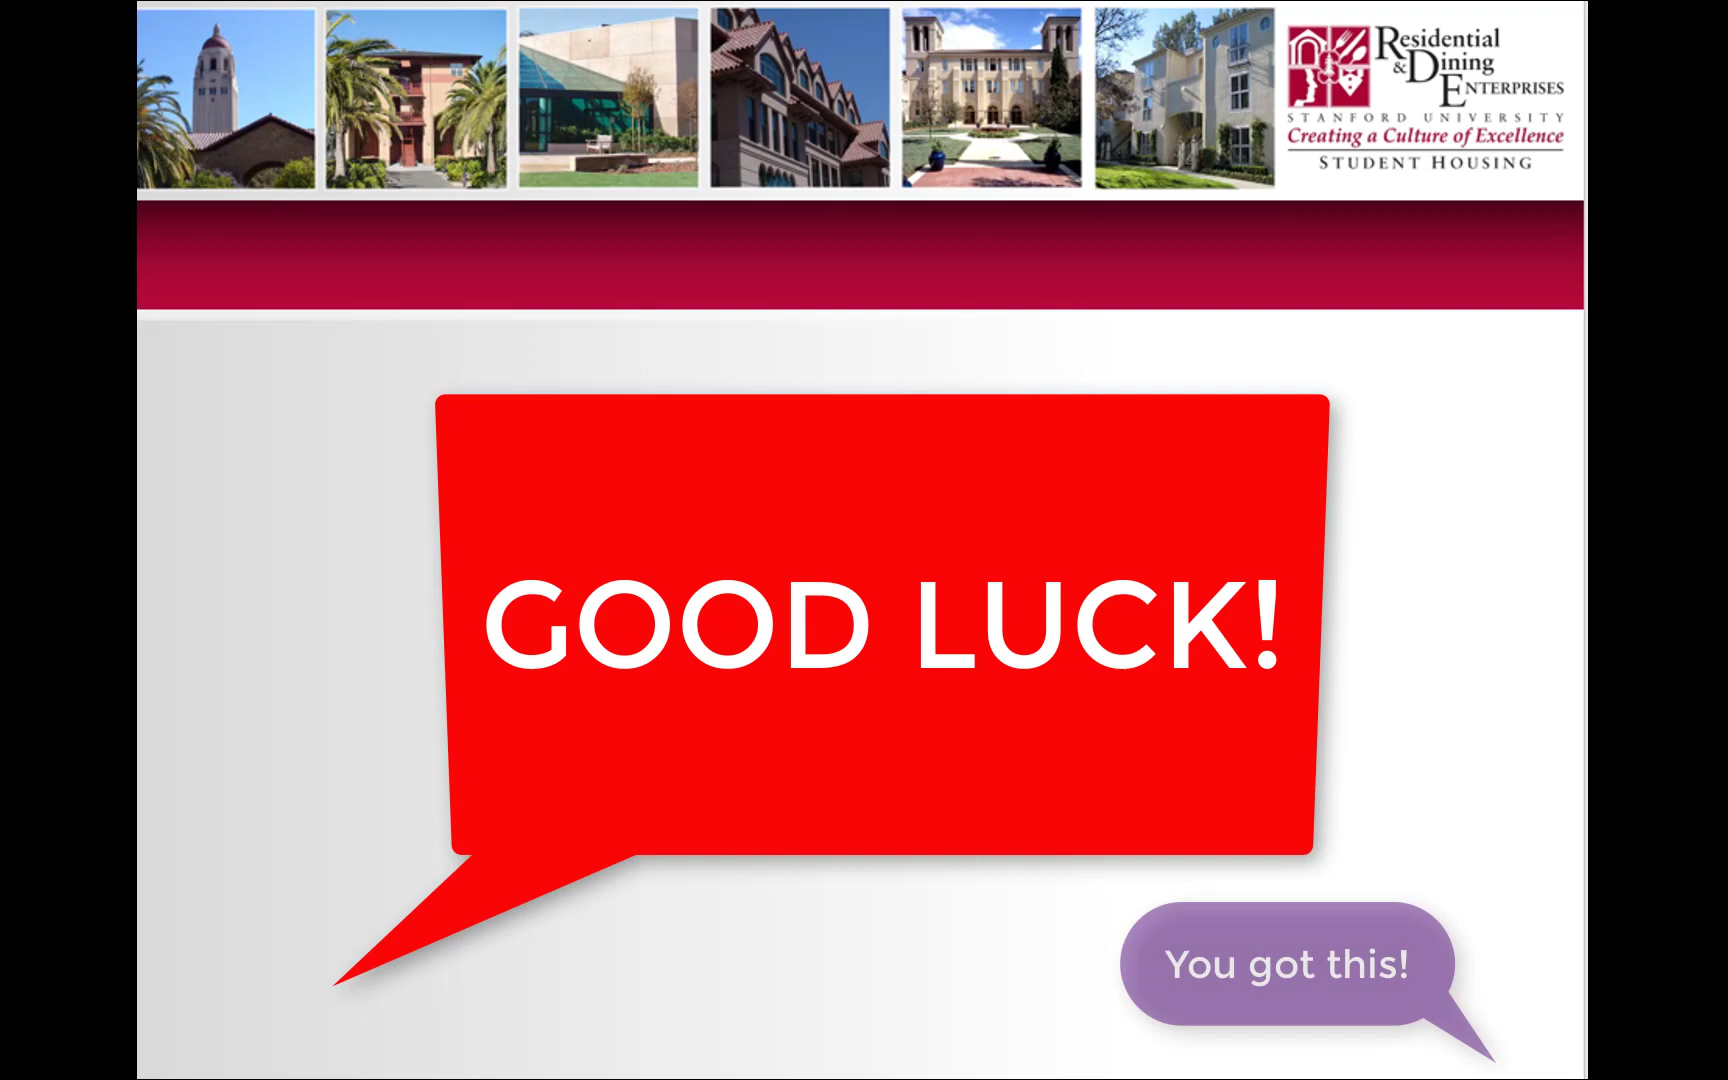 Residential
& Dining
ENTERPRISES
STANFORD UNIVERSITY
Creating a Culture of Excellence
STUDENT HOUSING
GOOD LUCK!
You got this!